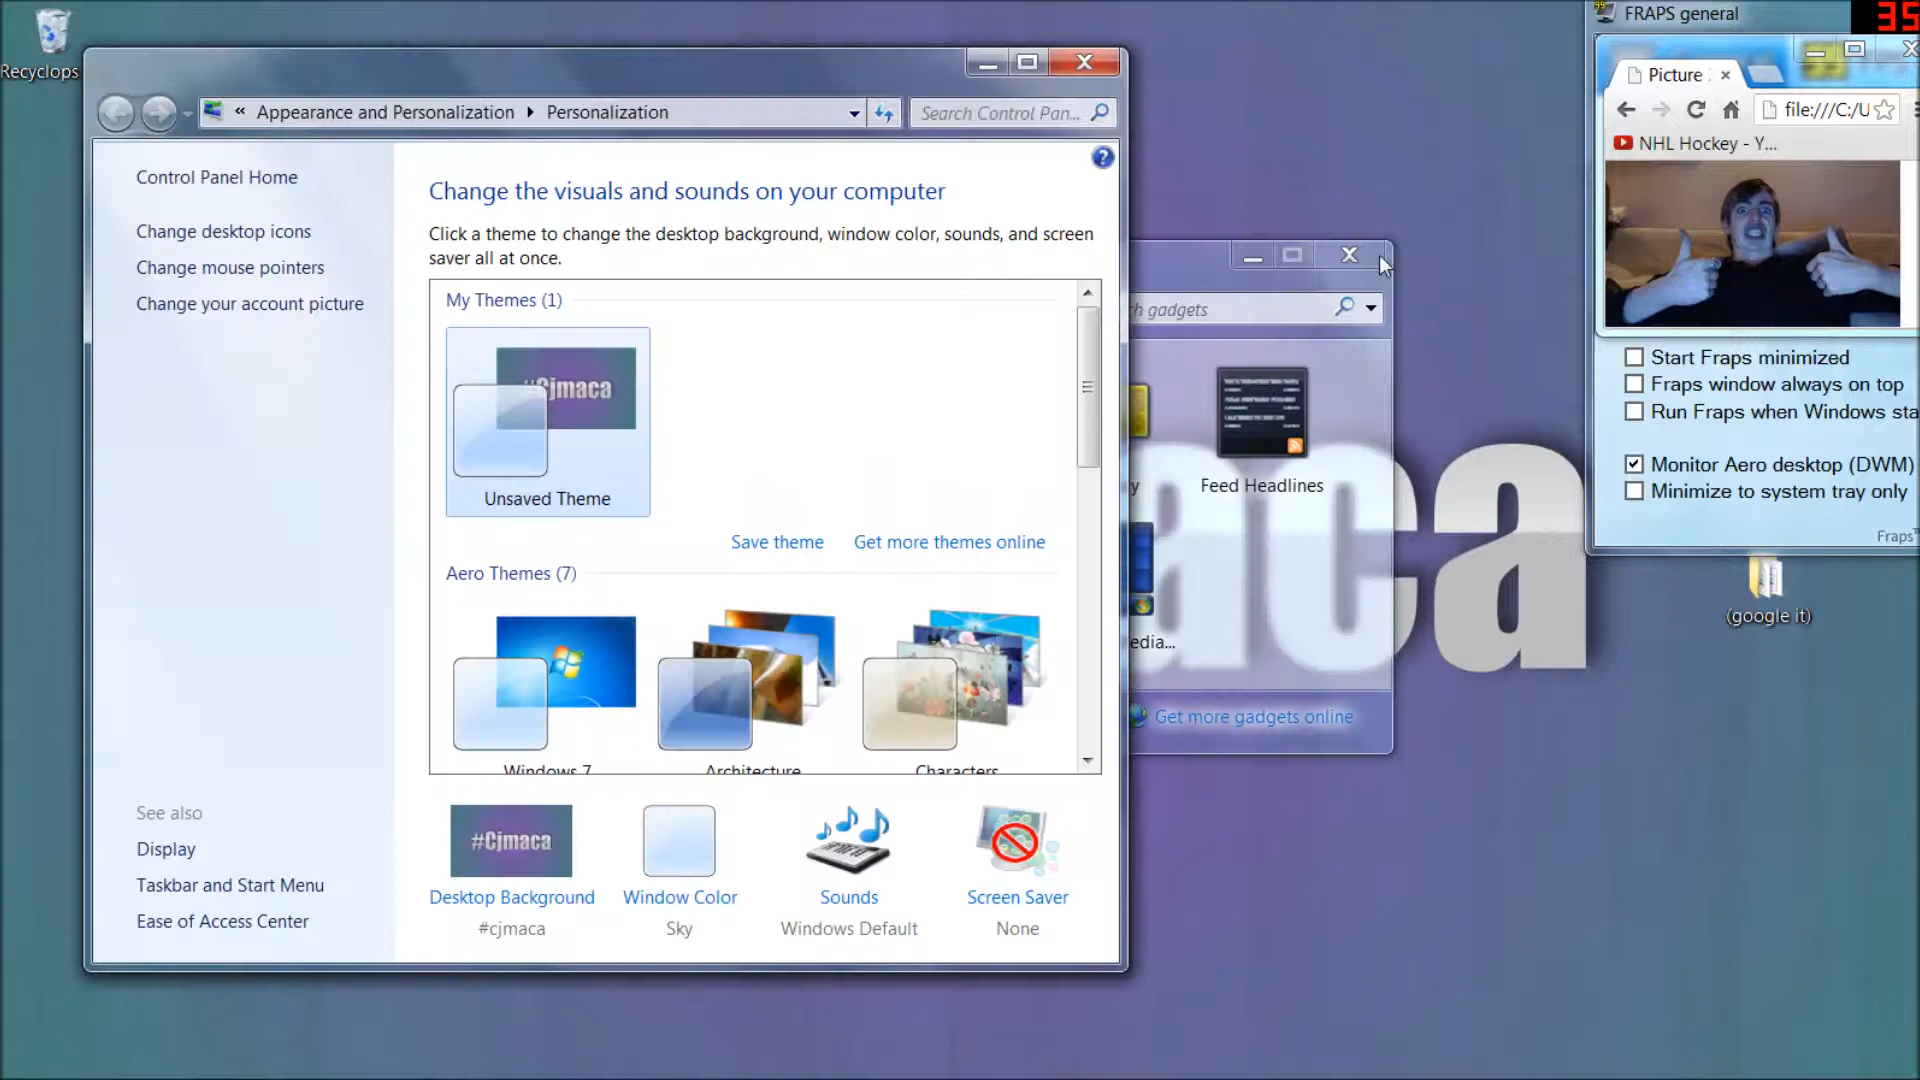 Recyclops
« Appearance and Personalization Personalization
Search Control Pan...
Control Panel Home
Change desktop icons
Change mouse pointers
Change your account picture
See also
Display
Taskbar and Start Menu
Ease of Access Center
Change the visuals and sounds on your computer
Click a theme to change the desktop background, window color, sounds, and screen
saver all at once.
My Themes (1)
#Cjmaca
Unsaved Theme
Save theme
Get more themes online
Aero Themes (7)
Windows 7
Architecture
Characters
#Cjmaca
Desktop Background
#cjmaca
Window Color
Sky
Sounds
Windows Default
Screen Saver
None
h gadgets
y
Feed Headlines
edia...
Get more gadgets online
aca
99
FRAPS general
35
Picture
file:///C:/U
NHL Hockey - Y...
Start Fraps minimized
Fraps window always on top
Run Fraps when Windows sta
Monitor Aero desktop (DWM)
Minimize to system tray only
Fraps
(google it)